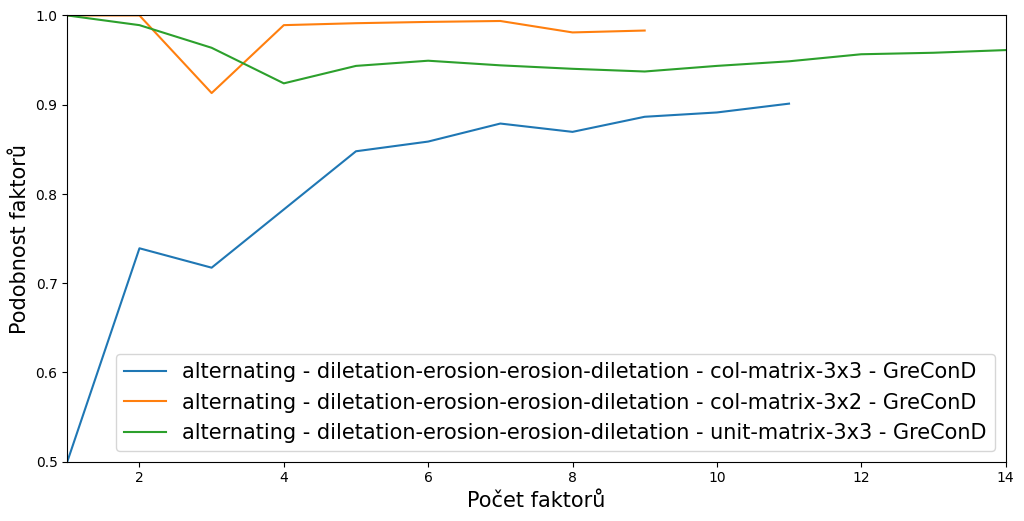 1.0
0.9
0.8
0.7
0.6
0.5
Podobnost faktorů
alternating - diletation-erosion-erosion-diletation - col-matrix-3x3 - GreConD
alternating - diletation-erosion-erosion-diletation - col-matrix-3x2 - GreConD
alternating - diletation-erosion-erosion-diletation - unit-matrix-3x3 - GreConD
2 4 6 8 10 12 14
Počet faktorů